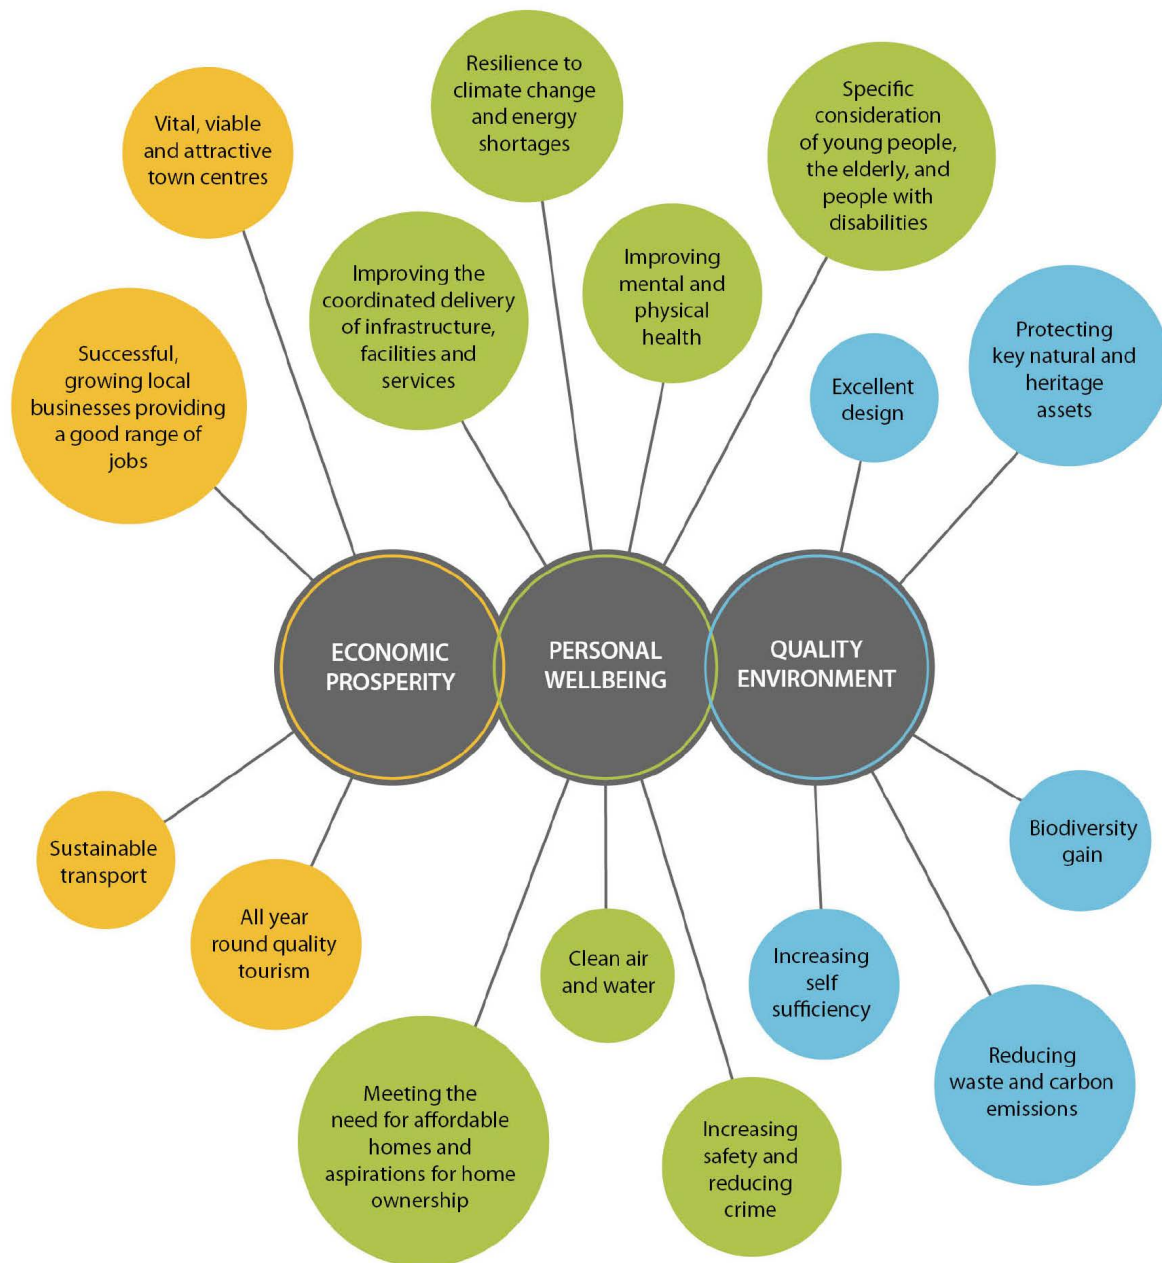 Resilience to
climate change
and energy
shortages
Specific
consideration
of young people,
the elderly, and
people with
disabilities
Vital, viable
and attractive
town centres
Improving the
coordinated delivery
of infrastructure,
facilities and
services
Improving
mental and
physical
health
Protecting
key natural and
heritage
assets
Successful,
growing local
businesses providing
a good range of
jobs
Excellent
design
ECONOMIC
PROSPERITY
PERSONAL
WELLBEING
QUALITY
ENVIRONMENT
Sustainable
transport
All year
round quality
tourism
Clean air
and water
Increasing
self
sufficiency
Biodiversity
gain
Meeting the
need for affordable
homes and
aspirations for home
ownership
Increasing
safety and
reducing
crime
Reducing
waste and carbon
emissions